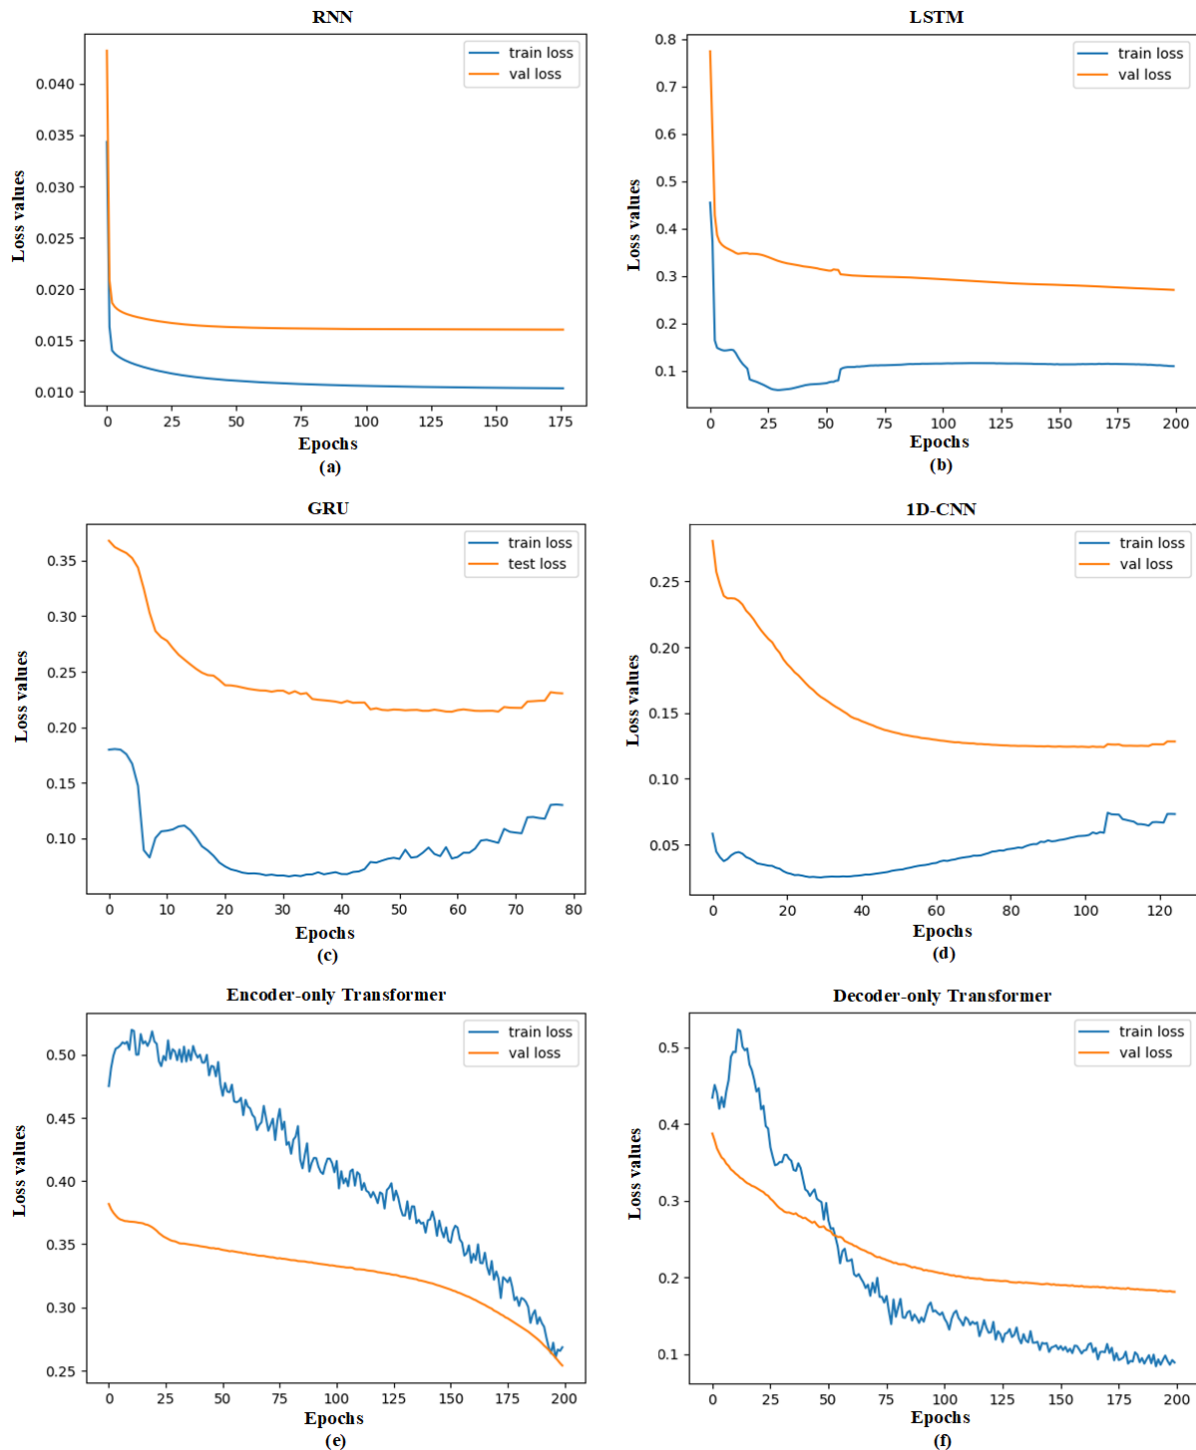 RNN
train loss
val loss
0.040
0.035
0.030
0.025
0.020
0.015
0.010
Loss values
0 25 50 75 100 125 150 175
Epochs
(a)
LSTM
train loss
val loss
0.8
0.7
0.6
0.5
0.4
0.3
0.2
0.1
Loss values
0 25 50 75 100 125 150 175 200
Epochs
(b)
GRU
train loss
test loss
0.35
0.30
0.25
0.20
0.15
0.10
Loss values
0 10 20 30 40 50 60 70 80
Epochs
(c)
1D-CNN
train loss
val loss
0.25
0.20
0.15
0.10
0.05
Loss values
0 20 40 60 80 100 120
Epochs
(d)
Encoder-only Transformer
train loss
val loss
0.50
0.45
0.40
0.35
0.30
0.25
Loss values
0 25 50 75 100 125 150 175 200
Epochs
(e)
Decoder-only Transformer
train loss
val loss
0.5
0.4
0.3
0.2
0.1
Loss values
0 25 50 75 100 125 150 175 200
Epochs
(f)